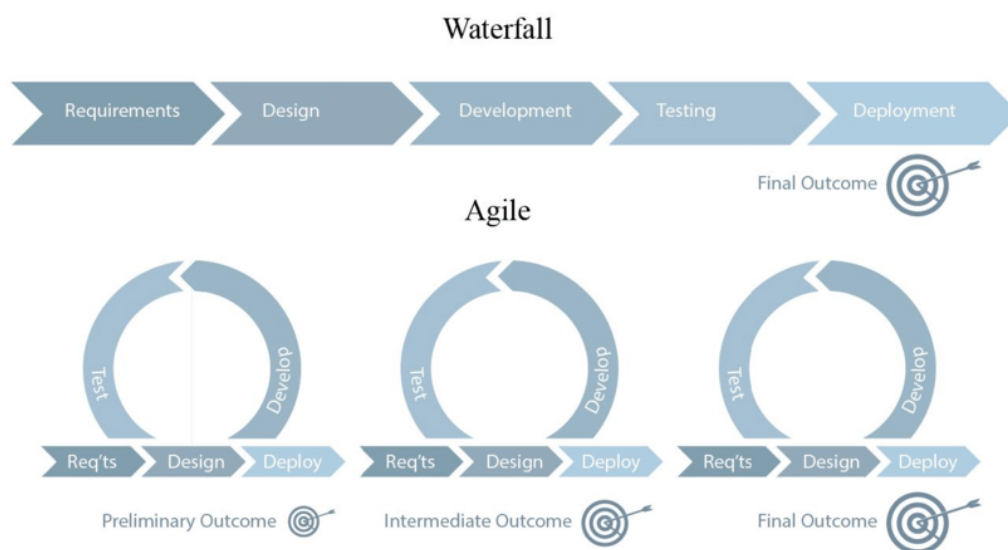 Waterfall
Requirements Design Development Testing Deployment
Final Outcome
Agile
Test Develop Test Develop Test Develop
Req'ts Design Deploy Req'ts Design Deploy Req'ts Design Deploy
Preliminary Outcome Intermediate Outcome Final Outcome